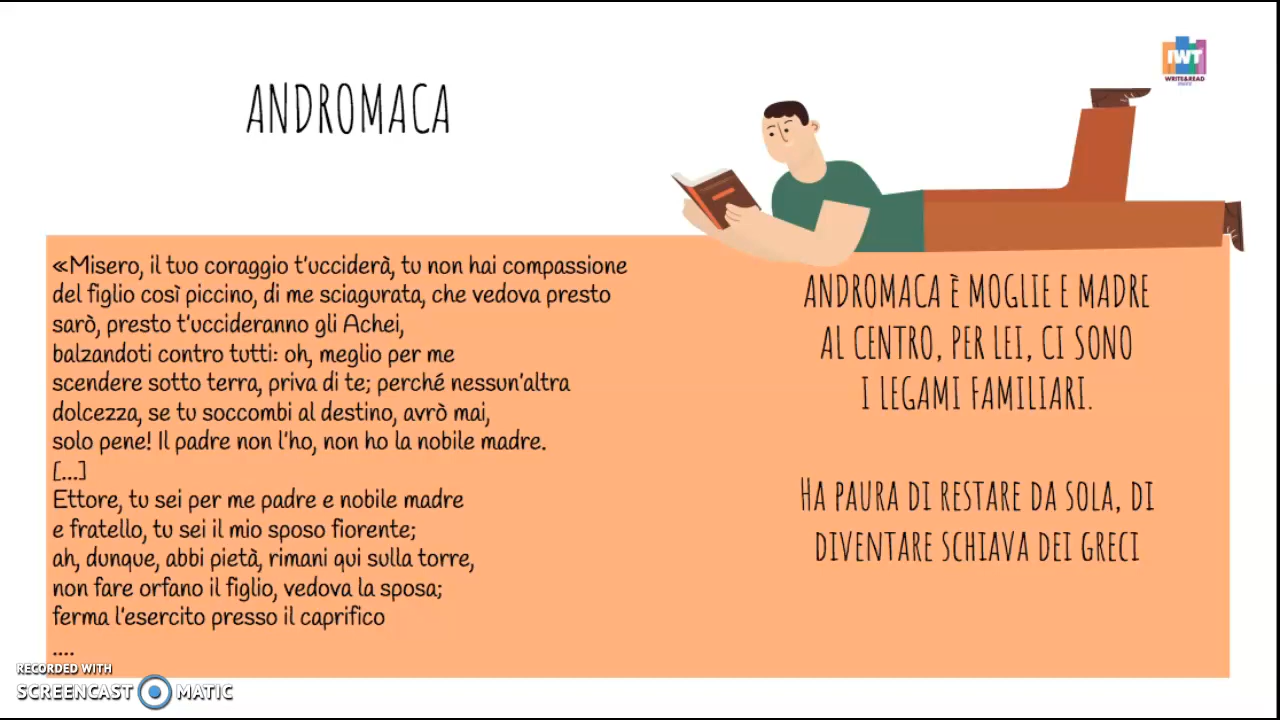 IWT
WRITE&READ
ANDROMACA
«Misero, il tuo coraggio t'ucciderà, tu non hai compassione
del figlio così piccino, di me sciagurata, che vedova presto
sarò, presto t'uccideranno gli Achei,
balzandoti contro tutti: oh, meglio per me
scendere sotto terra, priva di te; perché nessun'altra
dolcezza, se tu soccombi al destino, avrò mai,
solo pene! Il padre non l'ho, non ho la nobile madre.
[...]
Ettore, tu sei per me padre e nobile madre
e fratello, tu sei il mio sposo fiorente;
ah, dunque, abbi pietà, rimani qui sulla torre,
non fare orfano il figlio, vedova la sposa;
ferma l'esercito presso il caprifico
....
ANDROMACA È MOGLIE E MADRE
AL CENTRO, PER LEI, CI SONO
I LEGAMI FAMILIARI.
HA PAURA DI RESTARE DA SOLA, DI
DIVENTARE SCHIAVA DEI GRECI
RECORDED WITH
SCREENCAST MATIC